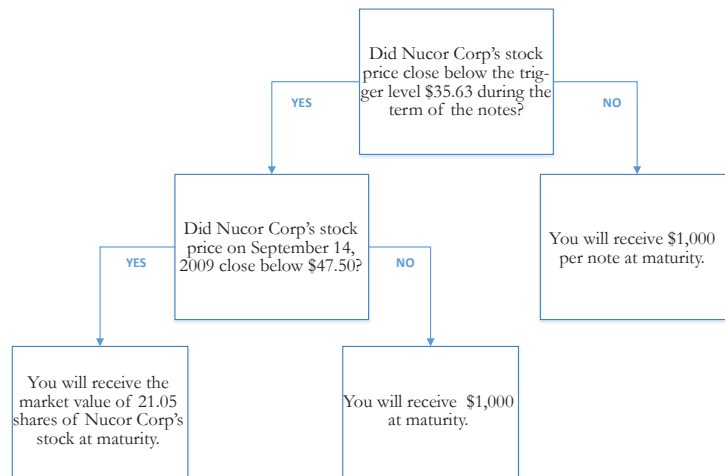 Did Nucor Corp's stock
price close below the trig-
ger level $35.63 during the
term of the notes?
YES
NO
Did Nucor Corp's stock
price on September 14,
2009 close below $47.50?
You will receive $1,000
per note at maturity.
YES
NO
You will receive the
market value of 21.05
shares of Nucor Corp's
stock at maturity.
You will receive $1,000
at maturity.